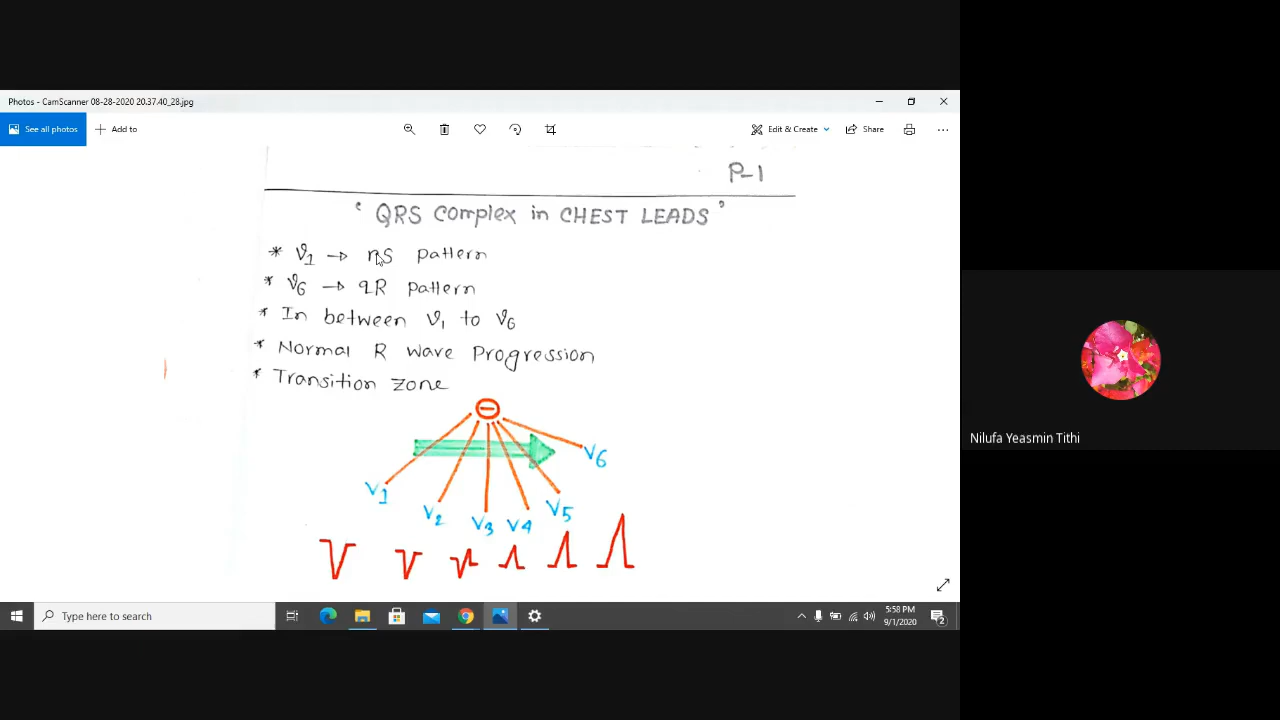 Photos - CamScanner 08-28-2020 20.37.40_28.jpg
See all photos
Add to
Edit & Create
Share
P-1
"QRS Complex in CHEST LEADS"
* V1 → rS pattern
* V6 → qR pattern
* In between V1 to V6
* Normal R Wave Progression
* Transition zone
V1
V2
V3
V4
V5
V6
Nilufa Yeasmin Tithi
Type here to search
5:58 PM
9/1/2020
2